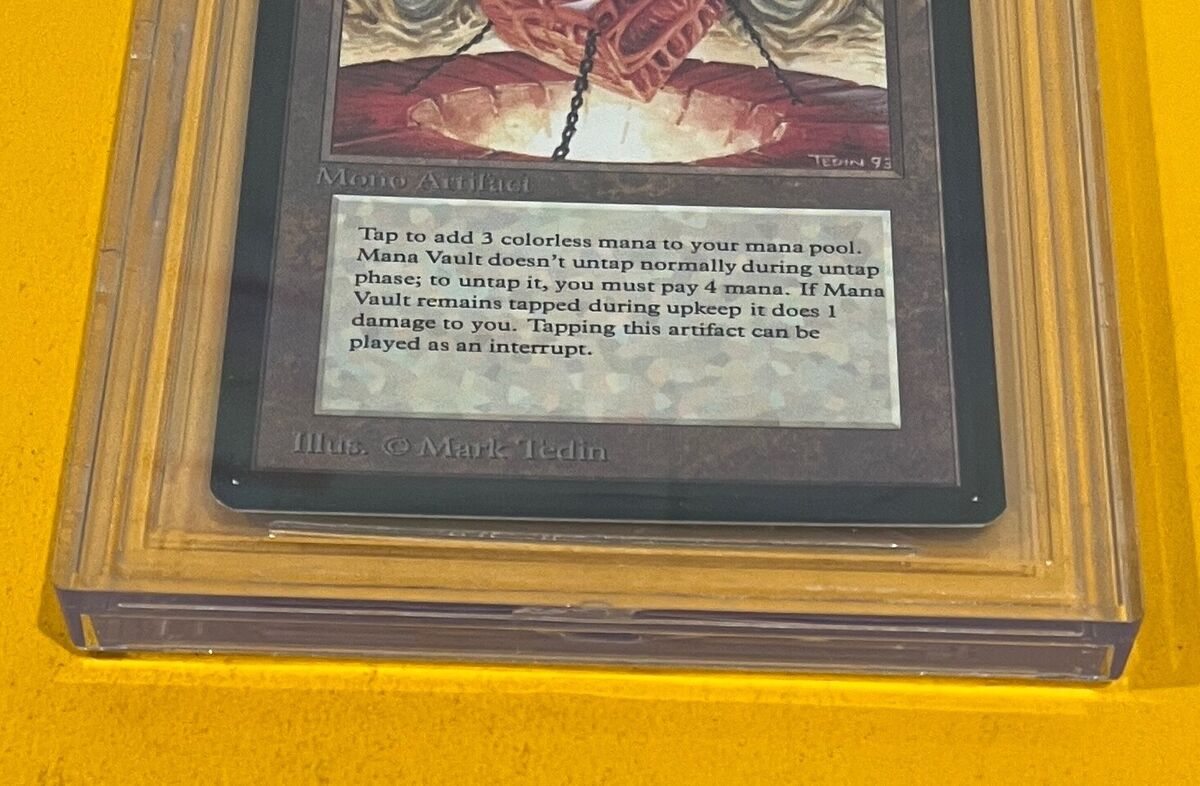 TEDIN 93
Mono Artifact
Tap to add 3 colorless mana to your mana pool.
Mana Vault doesn't untap normally during untap
phase; to untap it, you must pay 4 mana. If Mana
Vault remains tapped during upkeep it does 1
damage to you. Tapping this artifact can be
played as an interrupt.
Illus. © Mark Tedin